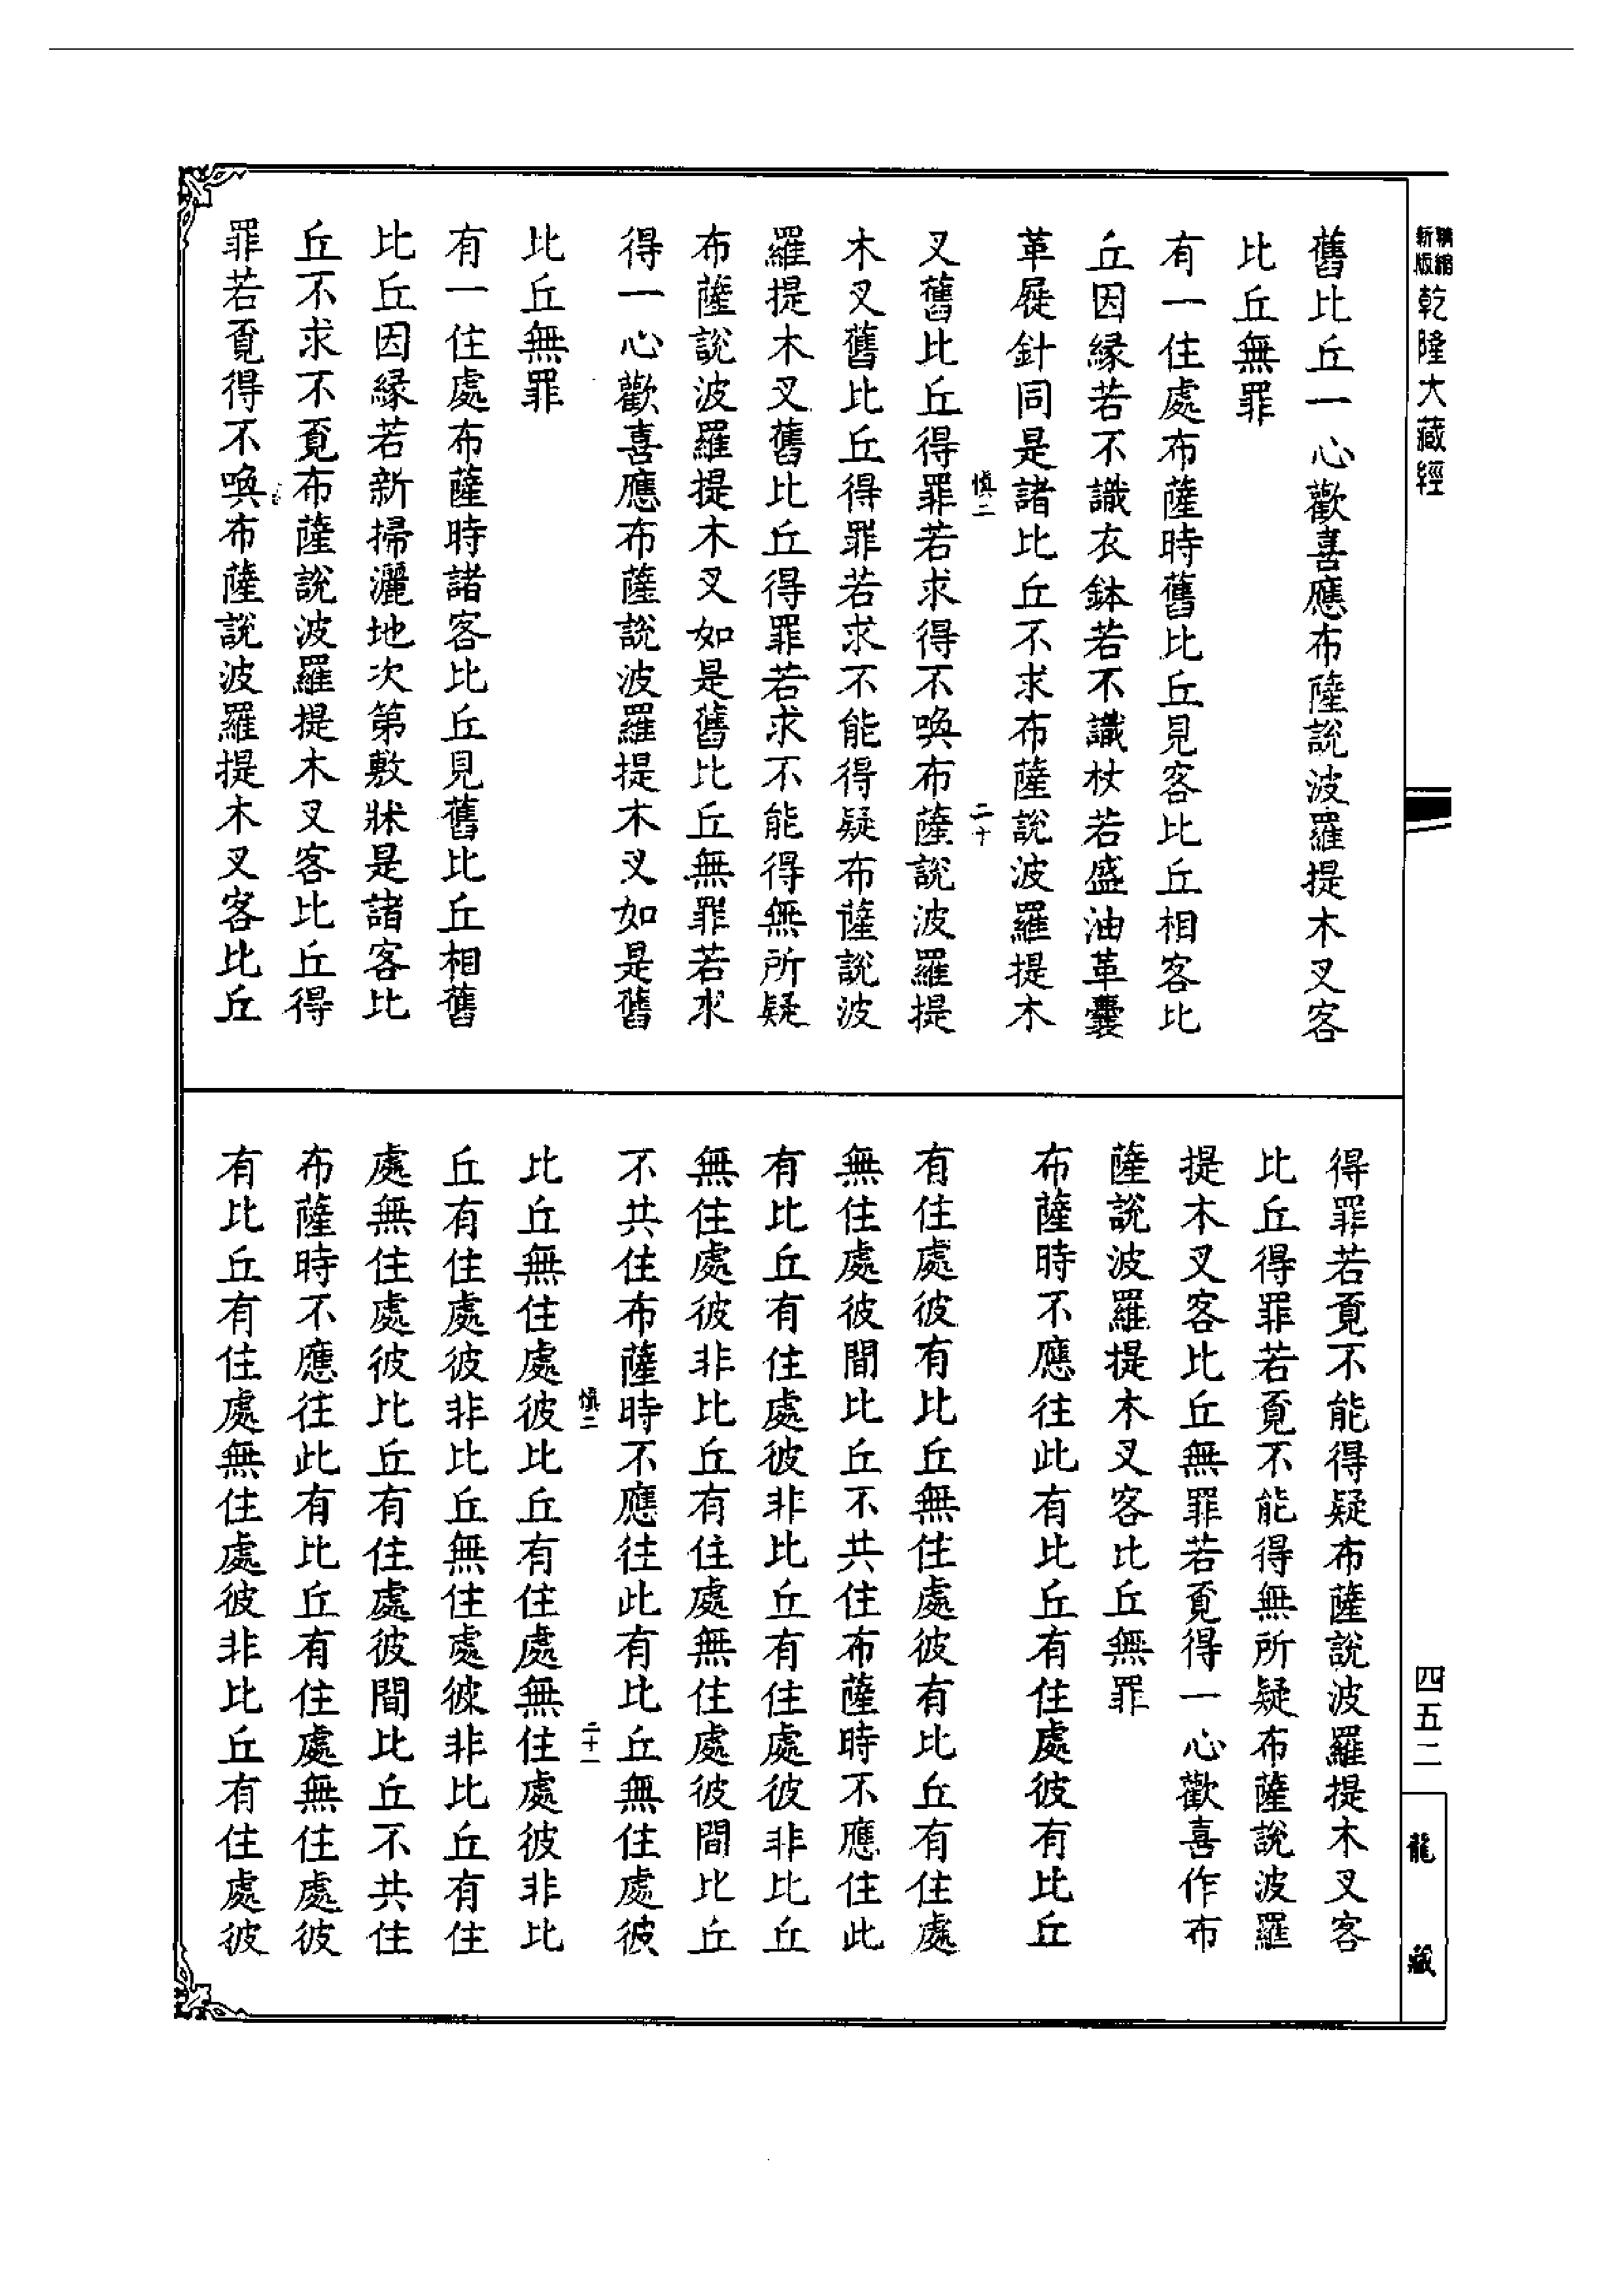 精縮
新版
乾隆大藏經
舊比丘一心歡喜應布薩說波羅提木叉客
比丘無罪
有一住處布薩時舊比丘見客比丘相客比
丘因緣若不識衣鉢若不識杖若盛油革囊
革屣針同是諸比丘不求布薩說波羅提木
慎二
二十
叉舊比丘得罪若求得不喚布薩說波羅提
木叉舊比丘得罪若求不能得疑布薩說波
羅提木叉舊比丘得罪若求不能得無所疑
布薩說波羅提木叉如是舊比丘無罪若求
得一心歡喜應布薩說波羅提木叉如是舊
比丘無罪
有一住處布薩時諸客比丘見舊比丘相舊
比丘因緣若新掃灑地次第敷牀是諸客比
丘不求不覔布薩說波羅提木叉客比丘得
罪若覔得不喚布薩說波羅提木叉客比丘
得罪若覔不能得疑布薩說波羅提木叉客
比丘得罪若覔不能得無所疑布薩說波羅
提木叉客比丘無罪若覔得一心歡喜作布
薩說波羅提木叉客比丘無罪
布薩時不應往此有比丘有住處彼有比丘
有住處彼有比丘無住處彼有比丘有住處
無住處彼間比丘不共住布薩時不應住此
有比丘有住處彼非比丘有住處彼非比丘
無住處彼非比丘有住處無住處彼間比丘
不共住布薩時不應往此有比丘無住處彼
慎二
二十一
比丘無住處彼比丘有住處無住處彼非比
丘有住處彼非比丘無住處彼非比丘有住
處無住處彼比丘有住處彼間比丘不共住
布薩時不應往此有比丘有住處無住處彼
有比丘有住處無住處彼非比丘有住處彼
四五二
龍藏